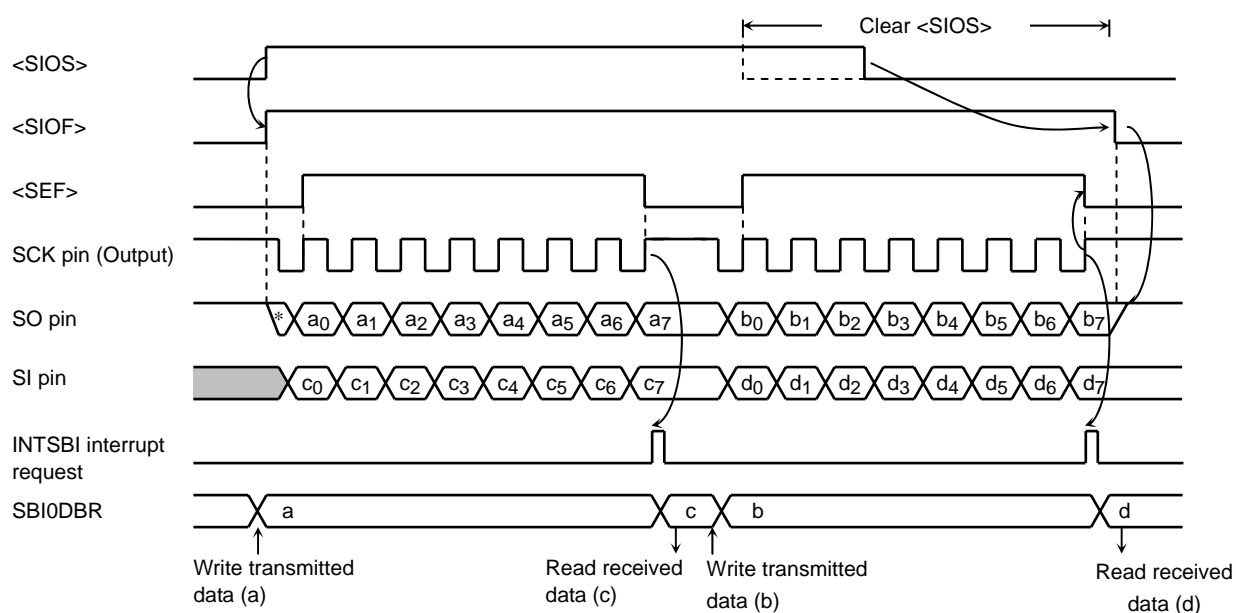 Clear <SIOS>
<SIOS>
<SIOF>
<SEF>
SCK pin (Output)
SO pin * a0 a1 a2 a3 a4 a5 a6 a7 b0 b1 b2 b3 b4 b5 b6 b7
SI pin c0 c1 c2 c3 c4 c5 c6 c7 d0 d1 d2 d3 d4 d5 d6 d7
INTSBI interrupt
request
SBI0DBR a c b d
Write transmitted
data (a)
Read received
data (c)
Write transmitted
data (b)
Read received
data (d)